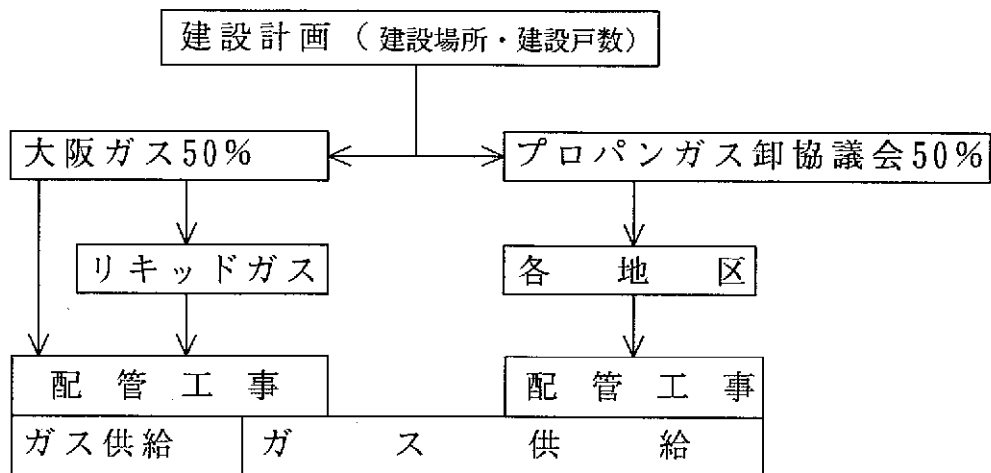 建設計画（建設場所・建設戸数）
大阪ガス50%
プロパンガス卸協議会50%
リキッドガス
各地区
配管工事
配管工事
ガス供給
ガス供給